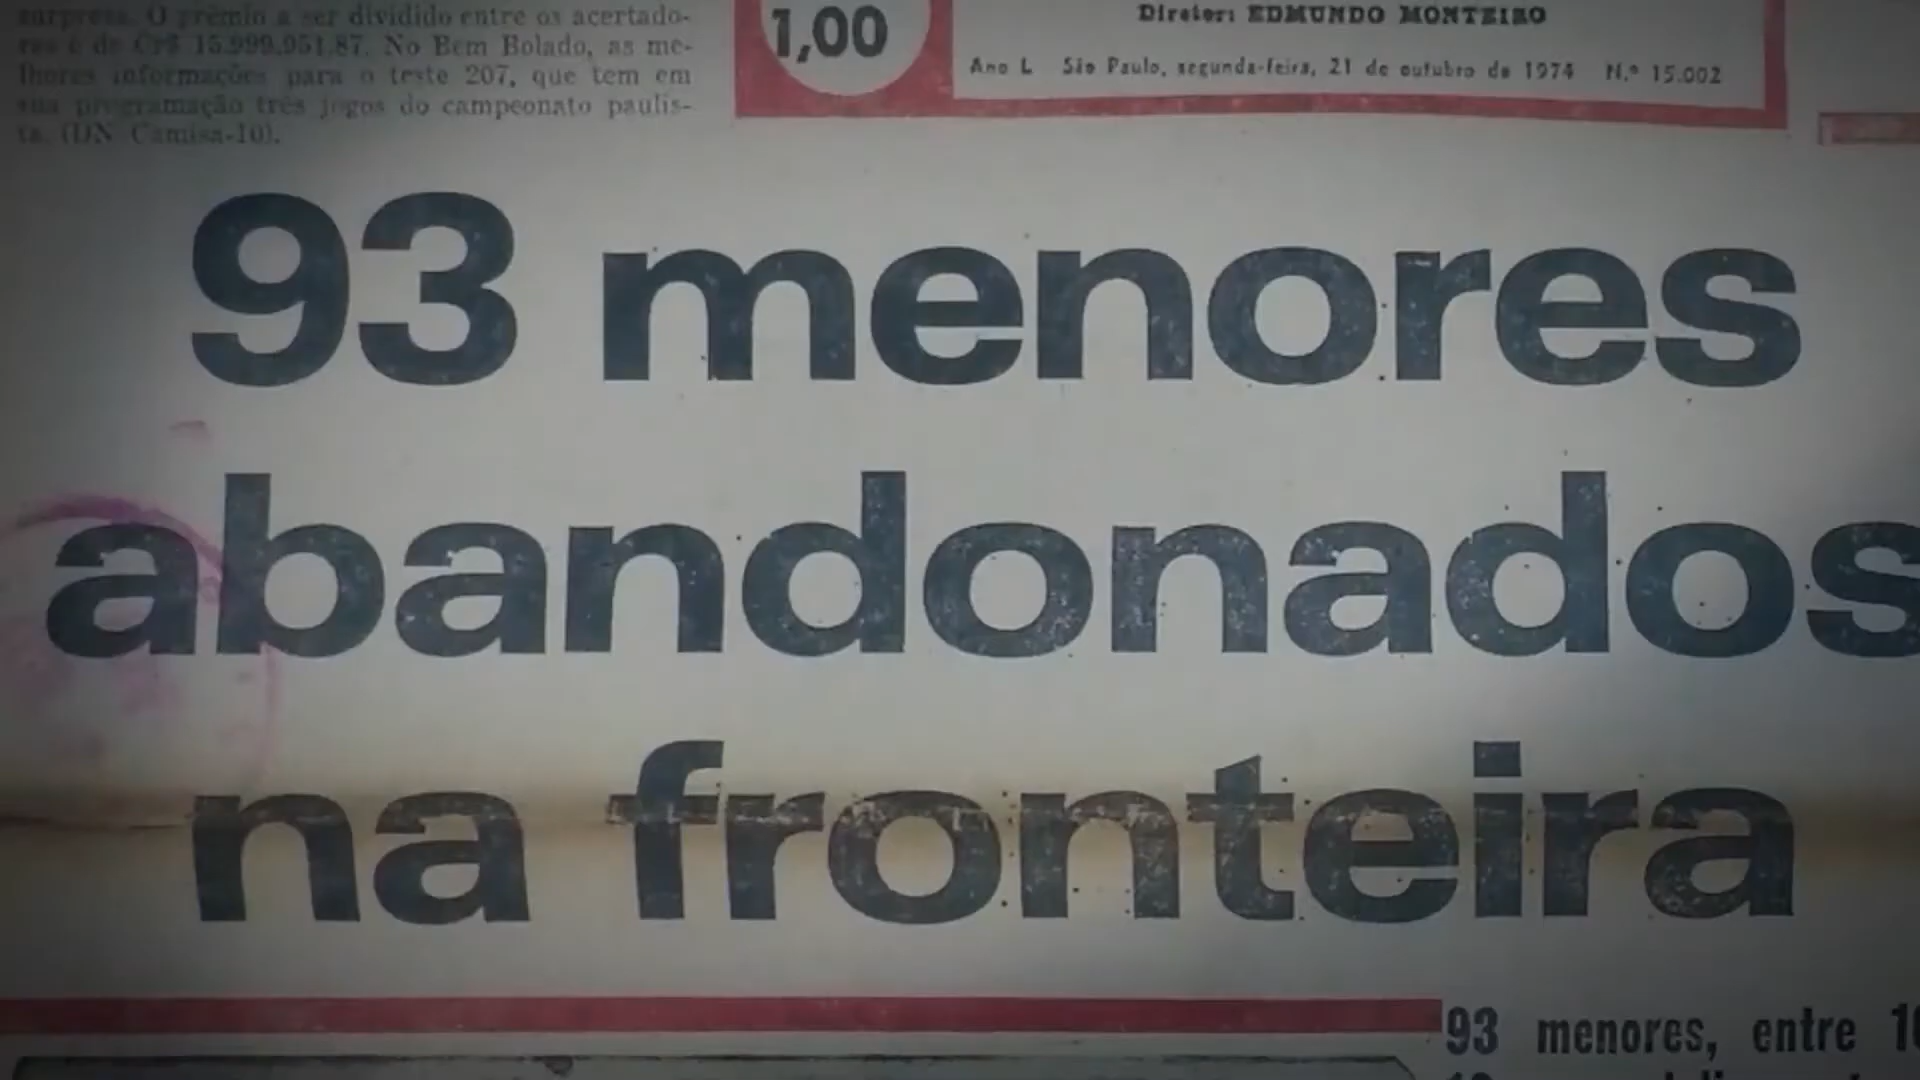 surpresa. O prêmio a ser dividido entre os acertado-
res é de Cr$ 15.999.951,87. No Bem Bolado, as me-
lhores informações para o teste 207, que tem em
sua programação três jogos do campeonato paulis-
ta. (DN Camisa-10).
1,00
Diretor: EDMUNDO MONTEIRO
Ano L São Paulo, segunda-feira, 21 de outubro de 1974 N.º 15.002
93 menores
abandonados
na fronteira
93 menores, entre